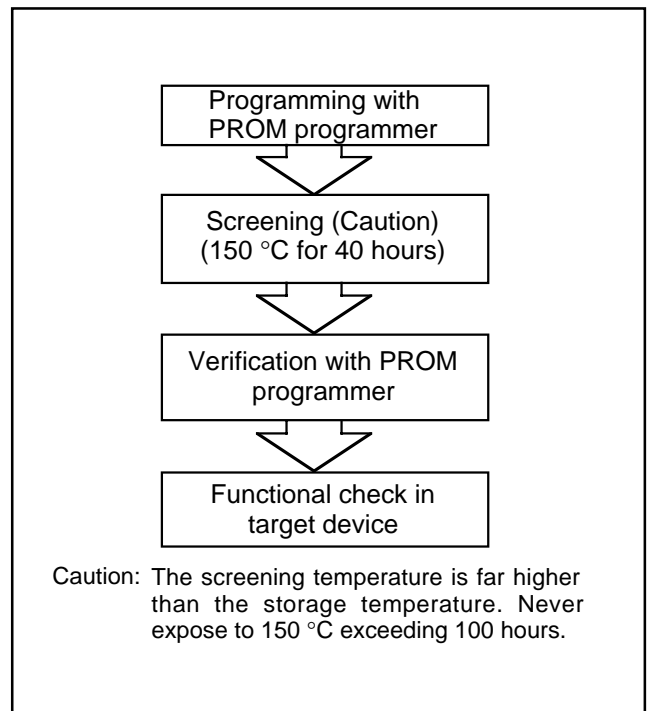 Programming with
PROM programmer
Screening (Caution)
(150 °C for 40 hours)
Verification with PROM
programmer
Functional check in
target device
Caution: The screening temperature is far higher
than the storage temperature. Never
expose to 150 °C exceeding 100 hours.